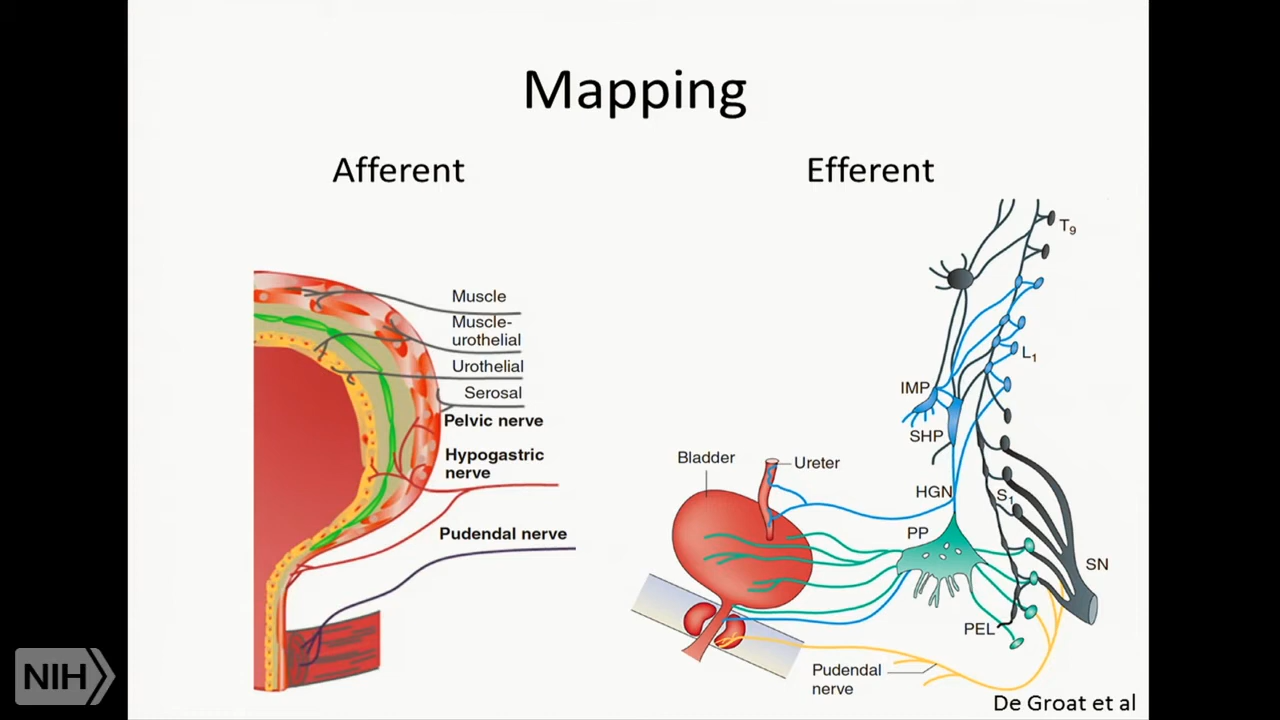 Mapping
Afferent
Muscle
Muscle-
urothelial
Urothelial
Serosal
Pelvic nerve
Hypogastric
nerve
Pudendal nerve
Efferent
T9
L1
IMP
SHP
Bladder
Ureter
HGN
S1
PP
SN
PEL
Pudendal
nerve
De Groat et al
NIH